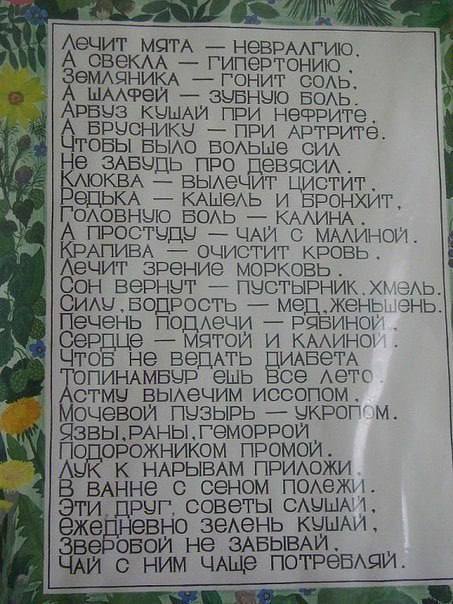 Лечит мята — невралгию.
А свекла — гипертонию.
Земляника — гонит соль.
А шалфей — зубную боль.
Арбуз кушай при нефрите.
А бруснику — при артрите.
Чтобы было больше сил
Не забудь про девясил.
Клюква — вылечит цистит.
Редька — кашель и бронхит,
Головную боль — калина.
А простуду — чай с малиной.
Крапива — очистит кровь.
Лечит зрение морковь.
Сон вернут — пустырник, хмель.
Силу, бодрость — мед, женьшень.
Печень подлечи — рябиной.
Сердце — мятой и калиной.
Чтоб не ведать диабета
Топинамбур ешь все лето.
Астму вылечим иссопом.
Мочевой пузырь — укропом.
Язвы, раны, геморрой
Подорожником промой.
Лук к нарывам приложи.
В ванне с сеном полежи.
Эти друг советы слушай,
Ежедневно зелень кушай,
Зверобой не забывай,
Чай с ним чаще потребляй.